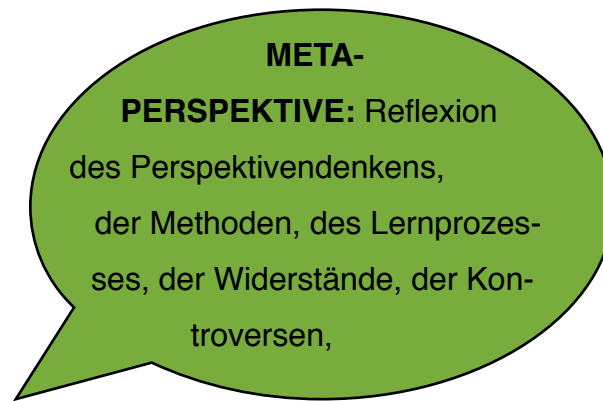 META-
PERSPEKTIVE: Reflexion
des Perspektivendenkens,
der Methoden, des Lernprozes-
ses, der Widerstände, der Kon-
troversen,